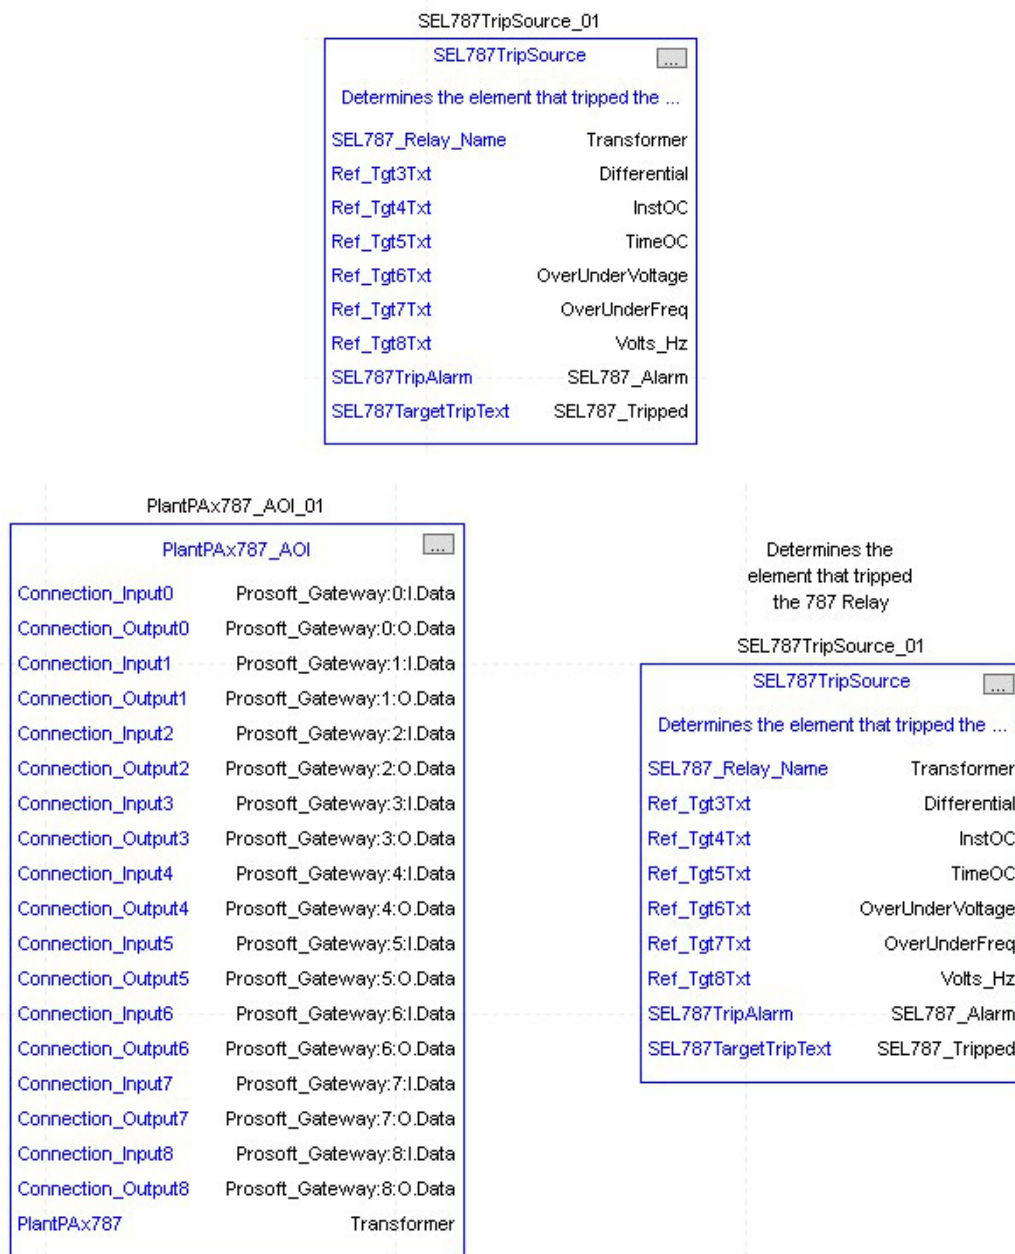 SEL787TripSource_01
SEL787TripSource ...
Determines the element that tripped the ...
SEL787_Relay_Name Transformer
Ref_Tgt3Txt Differential
Ref_Tgt4Txt InstOC
Ref_Tgt5Txt TimeOC
Ref_Tgt6Txt OverUnderVoltage
Ref_Tgt7Txt OverUnderFreq
Ref_Tgt8Txt Volts_Hz
SEL787TripAlarm SEL787_Alarm
SEL787TargetTripText SEL787_Tripped
PlantPAx787_AOI_01
PlantPAx787_AOI ...
Connection_Input0 Prosoft_Gateway:0:I.Data
Connection_Output0 Prosoft_Gateway:0:O.Data
Connection_Input1 Prosoft_Gateway:1:I.Data
Connection_Output1 Prosoft_Gateway:1:O.Data
Connection_Input2 Prosoft_Gateway:2:I.Data
Connection_Output2 Prosoft_Gateway:2:O.Data
Connection_Input3 Prosoft_Gateway:3:I.Data
Connection_Output3 Prosoft_Gateway:3:O.Data
Connection_Input4 Prosoft_Gateway:4:I.Data
Connection_Output4 Prosoft_Gateway:4:O.Data
Connection_Input5 Prosoft_Gateway:5:I.Data
Connection_Output5 Prosoft_Gateway:5:O.Data
Connection_Input6 Prosoft_Gateway:6:I.Data
Connection_Output6 Prosoft_Gateway:6:O.Data
Connection_Input7 Prosoft_Gateway:7:I.Data
Connection_Output7 Prosoft_Gateway:7:O.Data
Connection_Input8 Prosoft_Gateway:8:I.Data
Connection_Output8 Prosoft_Gateway:8:O.Data
PlantPAx787 Transformer
Determines the
element that tripped
the 787 Relay
SEL787TripSource_01
SEL787TripSource ...
Determines the element that tripped the ...
SEL787_Relay_Name Transformer
Ref_Tgt3Txt Differential
Ref_Tgt4Txt InstOC
Ref_Tgt5Txt TimeOC
Ref_Tgt6Txt OverUnderVoltage
Ref_Tgt7Txt OverUnderFreq
Ref_Tgt8Txt Volts_Hz
SEL787TripAlarm SEL787_Alarm
SEL787TargetTripText SEL787_Tripped